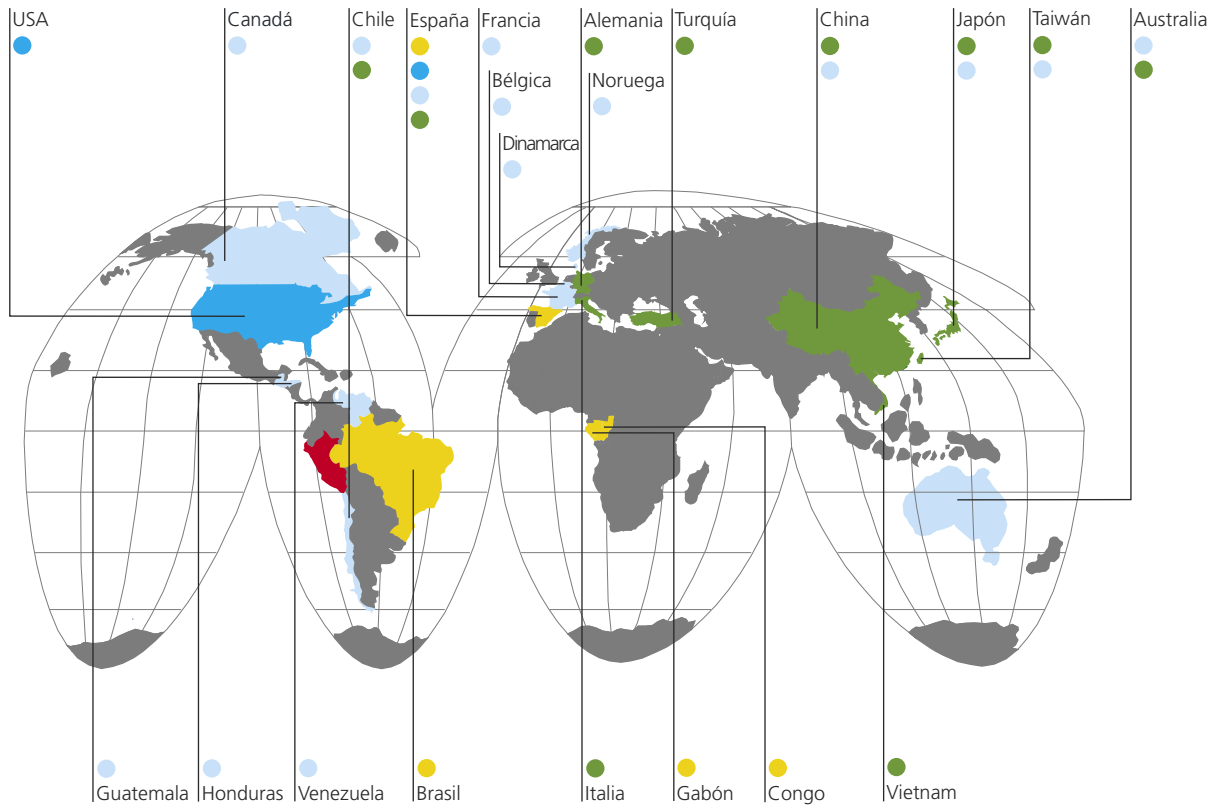 USA
Canadá
Chile
España
Francia
Alemania
Turquía
China
Japón
Taiwán
Australia
Bélgica
Noruega
Dinamarca
Guatemala
Honduras
Venezuela
Brasil
Italia
Gabón
Congo
Vietnam